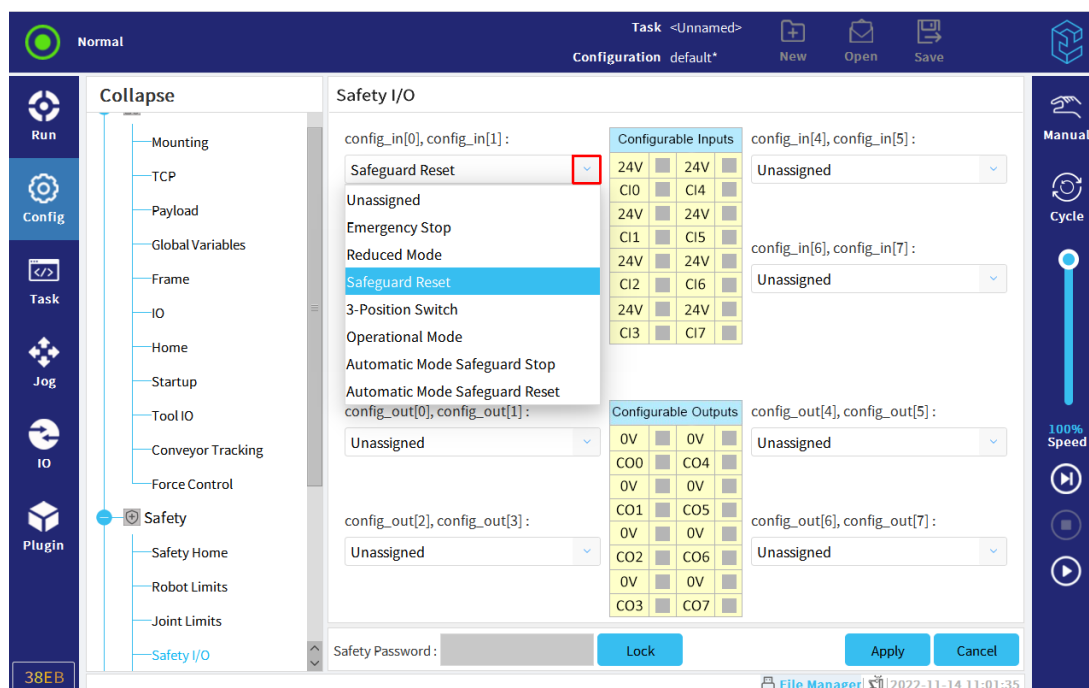 Normal
Task <Unnamed>
Configuration default*
New
Open
Save
Run
Config
Task
Jog
IO
Plugin
38EB
Collapse
Mounting
TCP
Payload
Global Variables
Frame
IO
Home
Startup
Tool IO
Conveyor Tracking
Force Control
Safety
Safety Home
Robot Limits
Joint Limits
Safety I/O
Safety I/O
config_in[0], config_in[1] :
Safeguard Reset
Unassigned
Emergency Stop
Reduced Mode
Safeguard Reset
3-Position Switch
Operational Mode
Automatic Mode Safeguard Stop
Automatic Mode Safeguard Reset
Configurable Inputs
24V 24V
CI0 CI4
24V 24V
CI1 CI5
24V 24V
CI2 CI6
24V 24V
CI3 CI7
config_in[4], config_in[5] :
Unassigned
config_in[6], config_in[7] :
Unassigned
config_out[0], config_out[1] :
Unassigned
config_out[2], config_out[3] :
Unassigned
Configurable Outputs
0V 0V
CO0 CO4
0V 0V
CO1 CO5
0V 0V
CO2 CO6
0V 0V
CO3 CO7
config_out[4], config_out[5] :
Unassigned
config_out[6], config_out[7] :
Unassigned
Safety Password :
Lock
Apply
Cancel
File Manager
2022-11-14 11:01:35
Manual
Cycle
100%
Speed